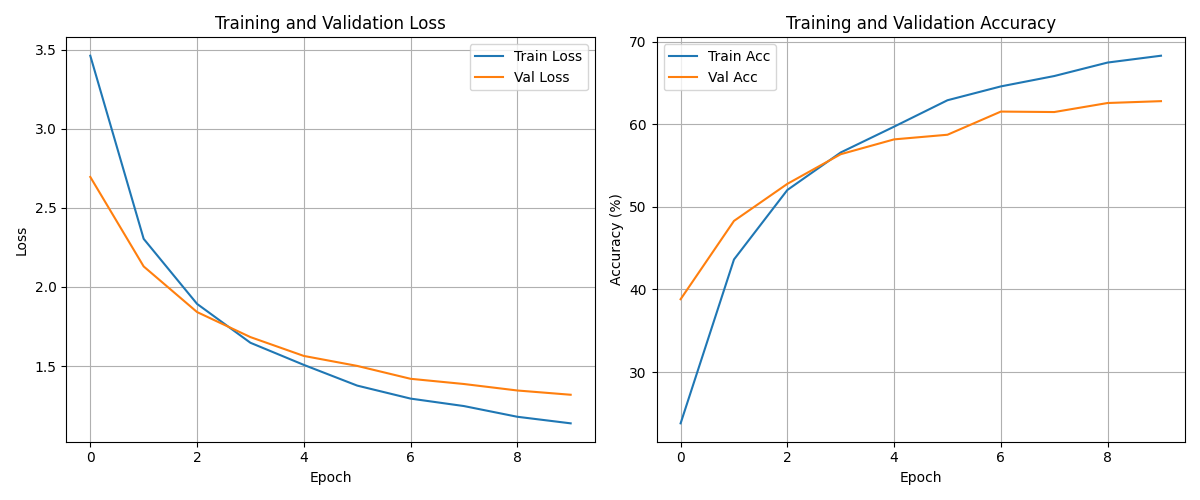 Training and Validation Loss
3.5
3.0
2.5
2.0
1.5
Loss
0 2 4 6 8
Epoch
Train Loss
Val Loss
Training and Validation Accuracy
70
60
50
40
30
Accuracy (%)
0 2 4 6 8
Epoch
Train Acc
Val Acc